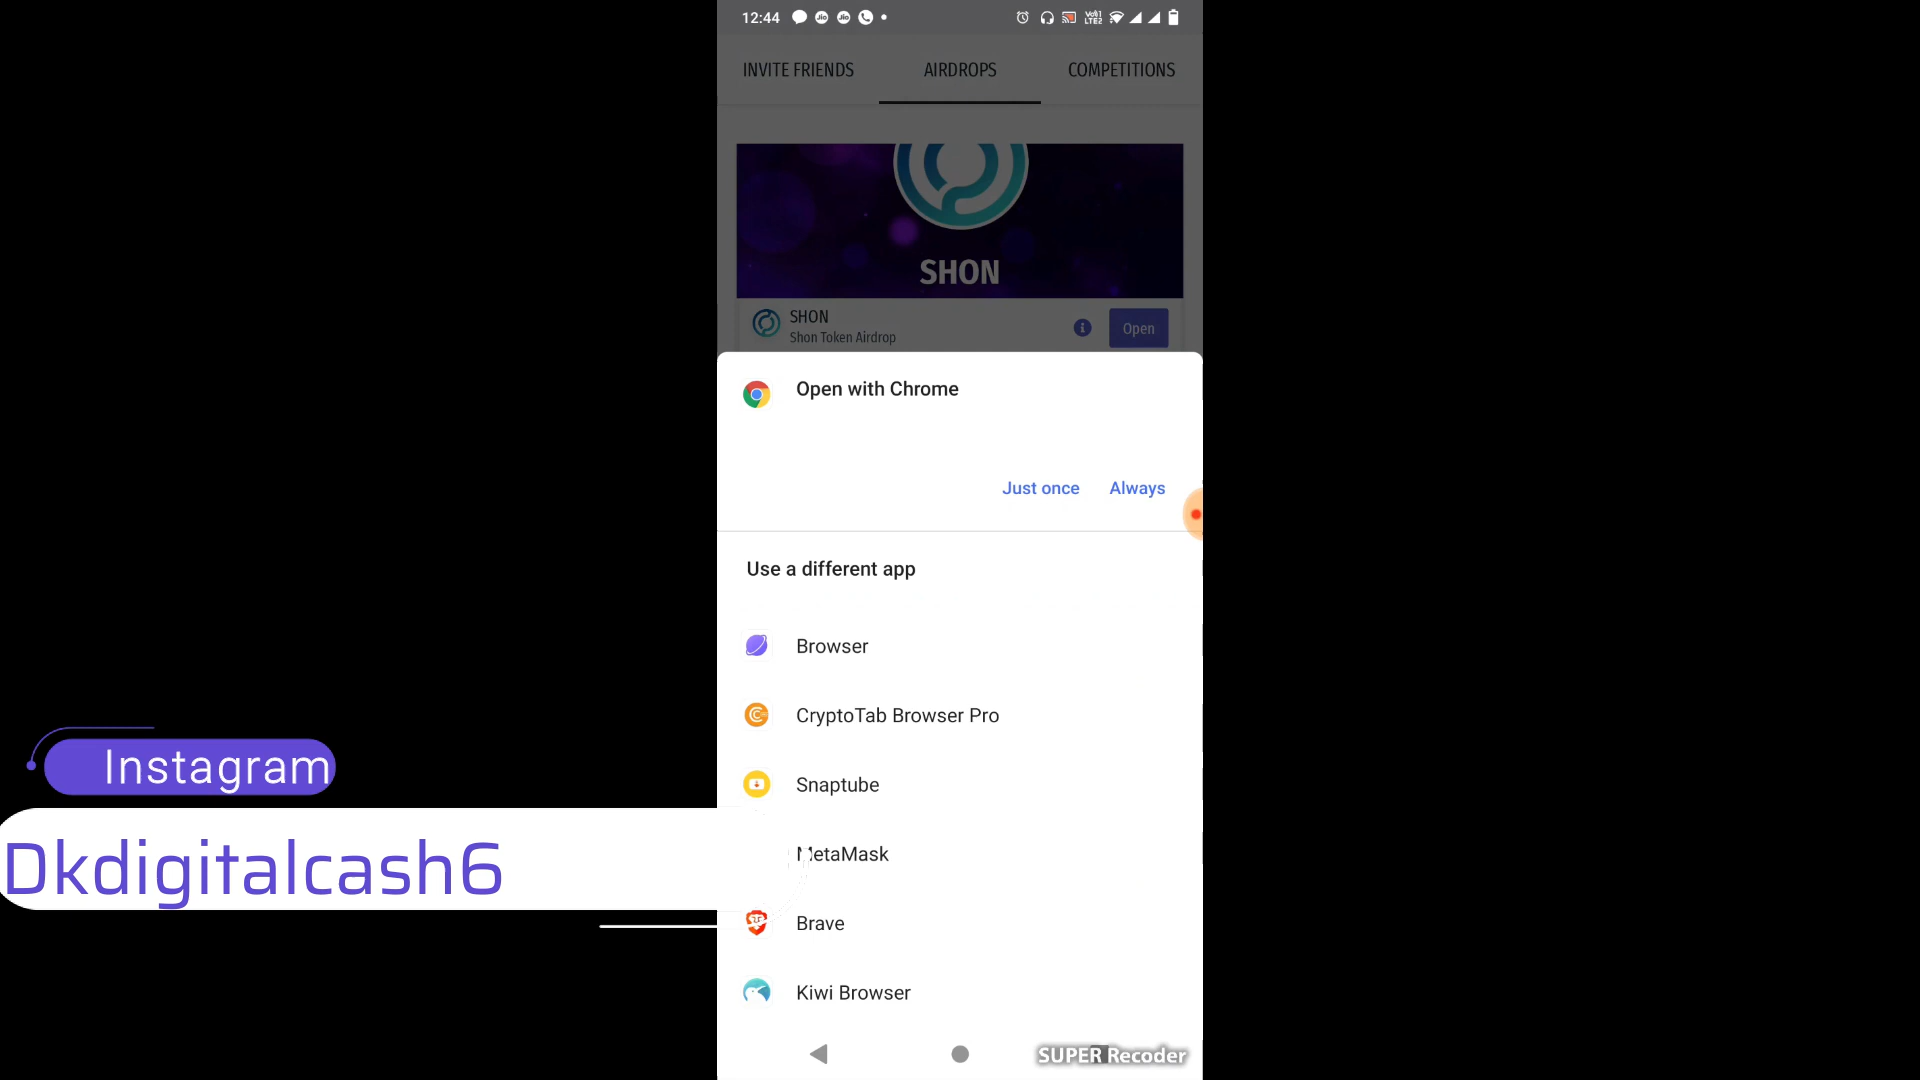 12:44
INVITE FRIENDS AIRDROPS COMPETITIONS
SHON
SHON
Shon Token Airdrop
Open
Open with Chrome
Just once Always
Use a different app
Browser
CryptoTab Browser Pro
Snaptube
MetaMask
Brave
Kiwi Browser
Instagram
Dkdigitalcash6
SUPER Recoder